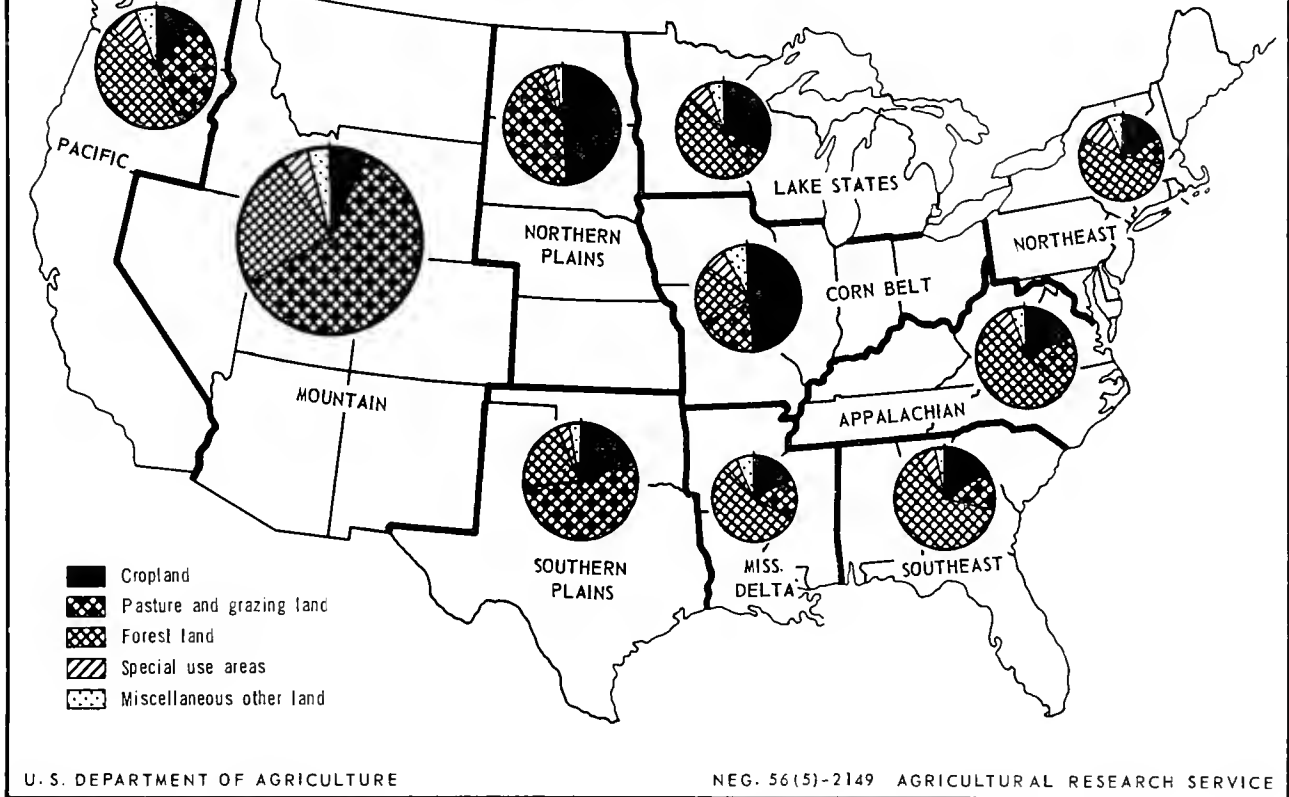 PACIFIC
NORTHERN
PLAINS
LAKE STATES
NORTHEAST
CORN BELT
MOUNTAIN
APPALACHIAN
SOUTHERN
PLAINS
MISS.
DELTA
SOUTHEAST
Cropland
Pasture and grazing land
Forest land
Special use areas
Miscellaneous other land
U. S. DEPARTMENT OF AGRICULTURE
NEG. 56(5)-2149 AGRICULTURAL RESEARCH SERVICE